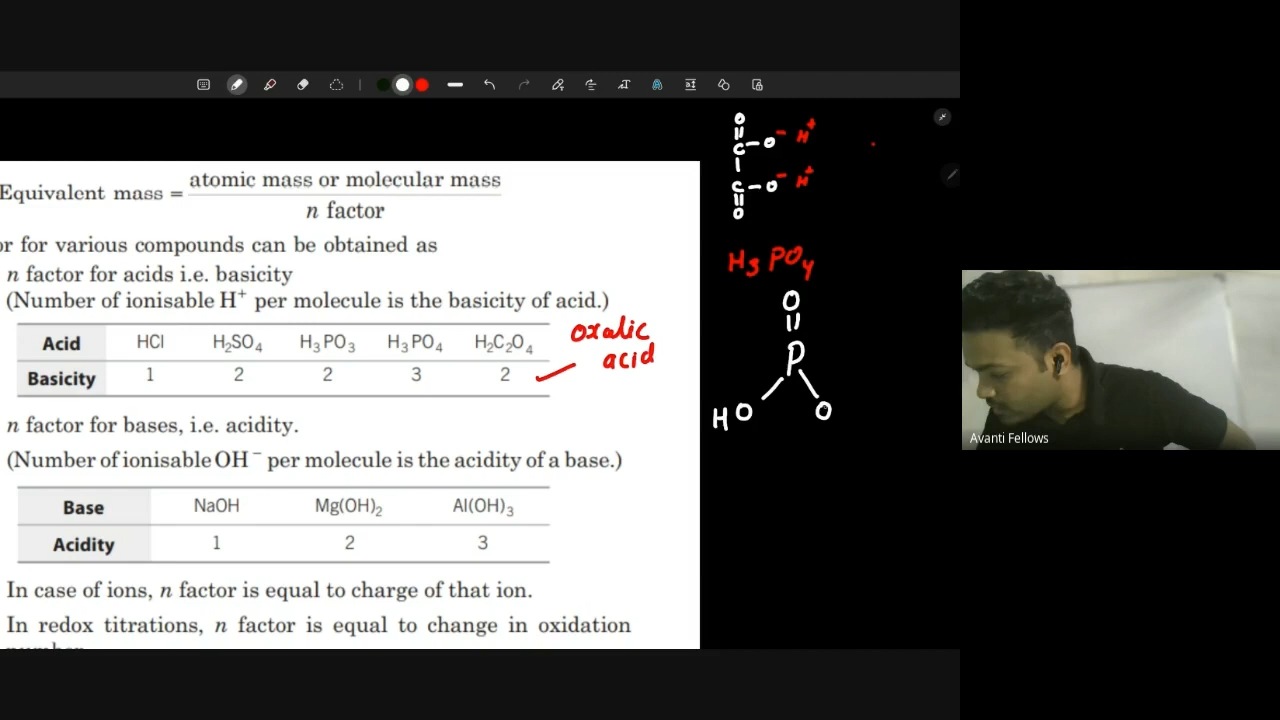 Equivalent mass = atomic mass or molecular mass
n factor
or for various compounds can be obtained as
n factor for acids i.e. basicity
(Number of ionisable H⁺ per molecule is the basicity of acid.)
Acid HCl H₂SO₄ H₃PO₃ H₃PO₄ H₂C₂O₄
Basicity 1 2 2 3 2
oxalic
acid
n factor for bases, i.e. acidity.
(Number of ionisable OH⁻ per molecule is the acidity of a base.)
Base NaOH Mg(OH)₂ Al(OH)₃
Acidity 1 2 3
In case of ions, n factor is equal to charge of that ion.
In redox titrations, n factor is equal to change in oxidation
O
C-O⁻ H⁺
C-O⁻ H⁺
O
H₃PO₄
O
P
HO O
Avanti Fellows